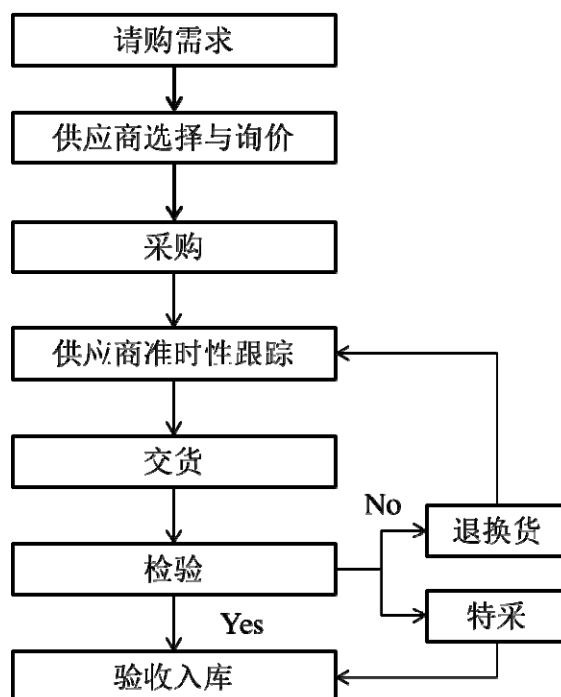 请购需求
供应商选择与询价
采购
供应商准时性跟踪
交货
No
退换货
检验
特采
Yes
验收入库